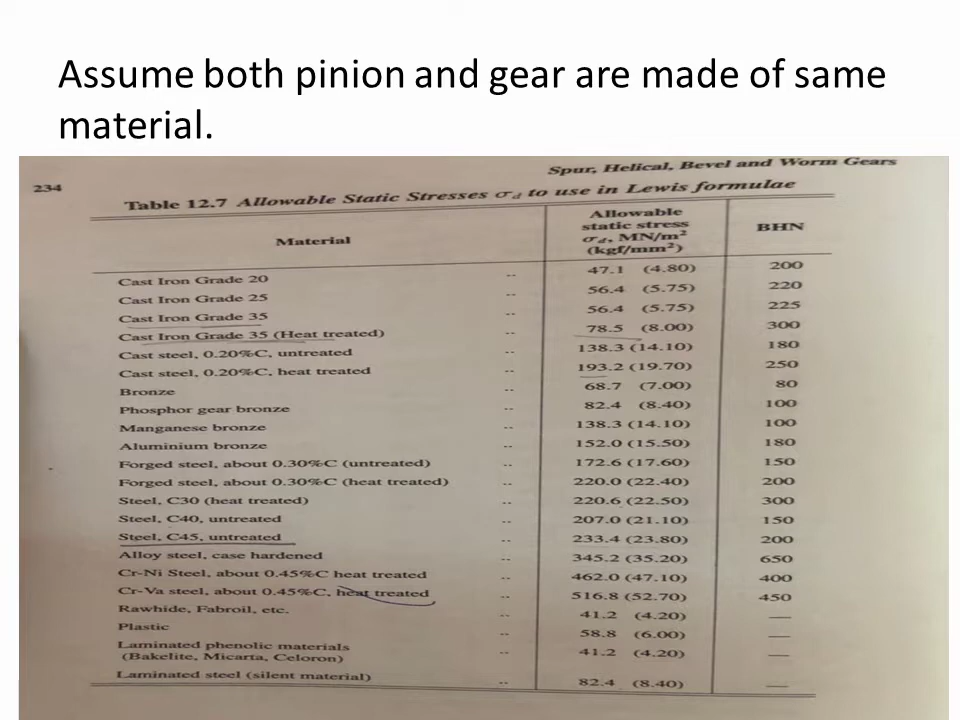 Assume both pinion and gear are made of same
material.
234
Spur, Helical, Bevel and Worm Gears
Table 12.7 Allowable Static Stresses σd to use in Lewis formulae
Material
Allowable
static stress
σd, MN/m²
(kgf/mm²)
BHN
Cast Iron Grade 20 .. 47.1 (4.80) 200
Cast Iron Grade 25 .. 56.4 (5.75) 220
Cast Iron Grade 35 .. 56.4 (5.75) 225
Cast Iron Grade 35 (Heat treated) .. 78.5 (8.00) 300
Cast steel, 0.20%C, untreated .. 138.3 (14.10) 180
Cast steel, 0.20%C, heat treated .. 193.2 (19.70) 250
Bronze .. 68.7 (7.00) 80
Phosphor gear bronze .. 82.4 (8.40) 100
Manganese bronze .. 138.3 (14.10) 100
Aluminium bronze .. 152.0 (15.50) 180
Forged steel, about 0.30%C (untreated) .. 172.6 (17.60) 150
Forged steel, about 0.30%C (heat treated) .. 220.0 (22.40) 200
Steel, C30 (heat treated) .. 220.6 (22.50) 300
Steel, C40, untreated .. 207.0 (21.10) 150
Steel, C45, untreated .. 233.4 (23.80) 200
Alloy steel, case hardened .. 345.2 (35.20) 650
Cr-Ni Steel, about 0.45%C heat treated .. 462.0 (47.10) 400
Cr-Va steel, about 0.45%C, heat treated .. 516.8 (52.70) 450
Rawhide, Fabroil, etc. .. 41.2 (4.20) —
Plastic .. 58.8 (6.00) —
Laminated phenolic materials .. 41.2 (4.20) —
(Bakelite, Micarta, Celoron)
Laminated steel (silent material) .. 82.4 (8.40) —